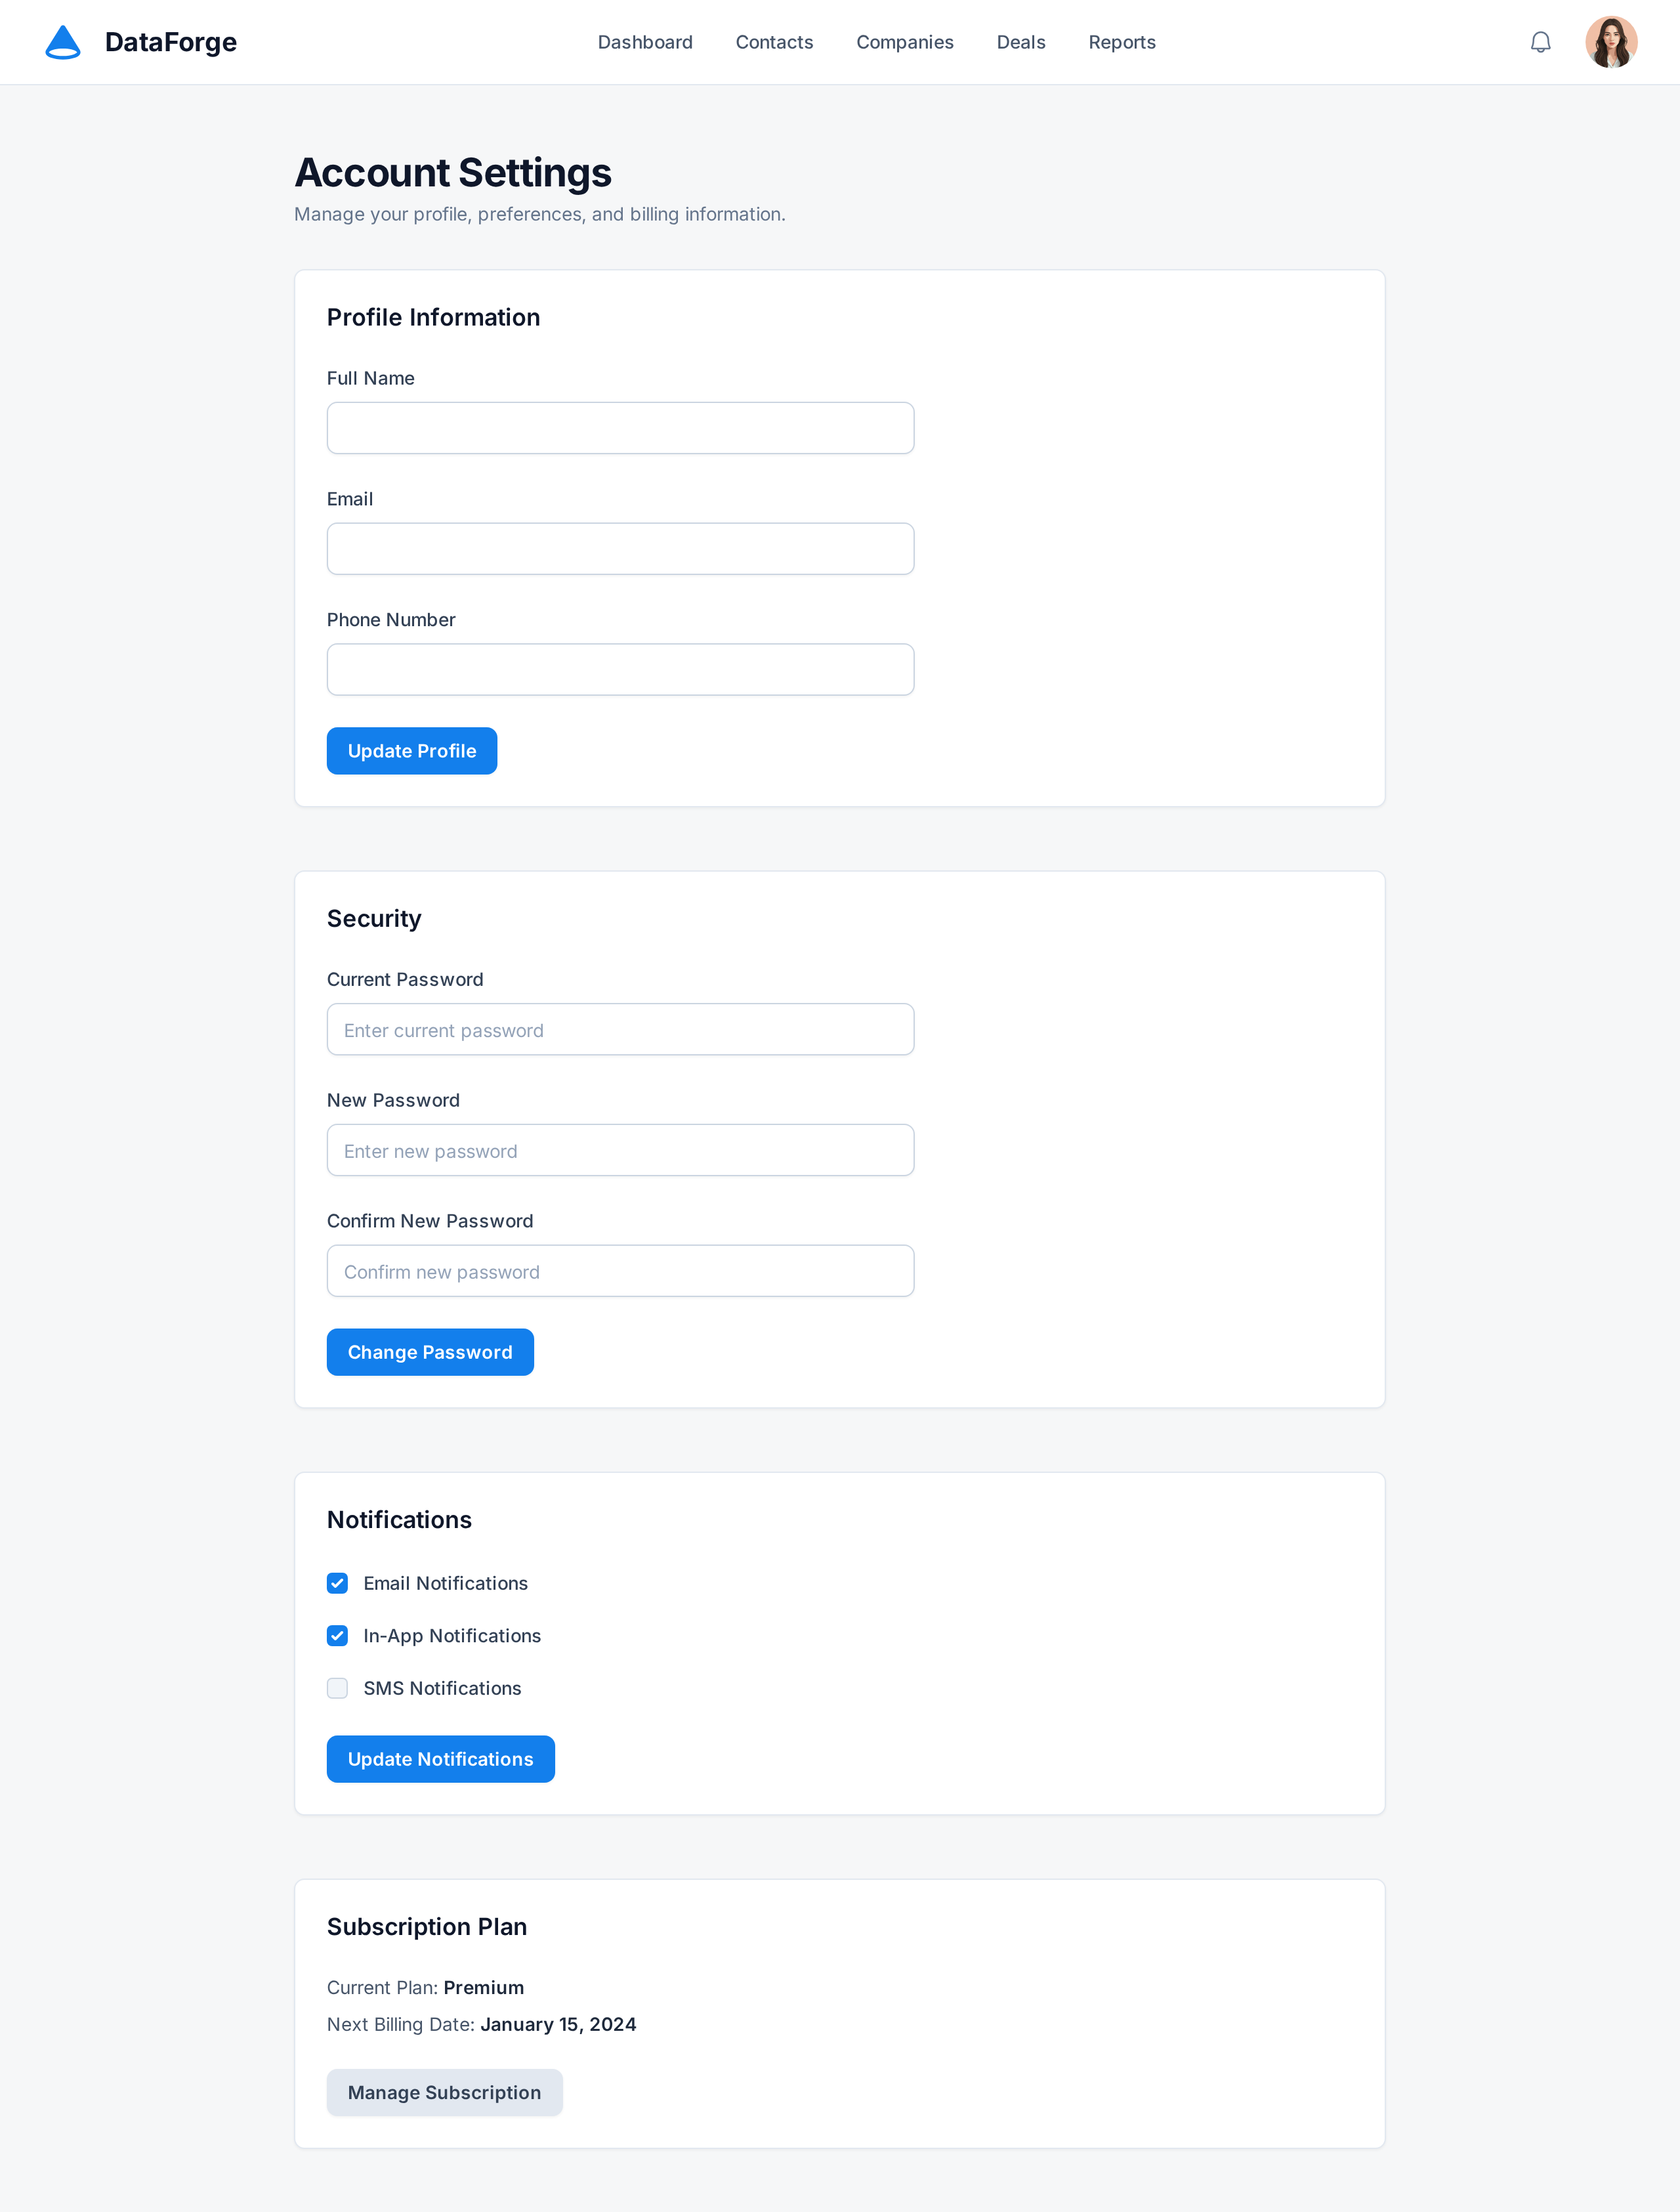 DataForge
Dashboard Contacts Companies Deals Reports
Account Settings
Manage your profile, preferences, and billing information.
Profile Information
Full Name
Email
Phone Number
Update Profile
Security
Current Password
Enter current password
New Password
Enter new password
Confirm New Password
Confirm new password
Change Password
Notifications
Email Notifications
In-App Notifications
SMS Notifications
Update Notifications
Subscription Plan
Current Plan: Premium
Next Billing Date: January 15, 2024
Manage Subscription